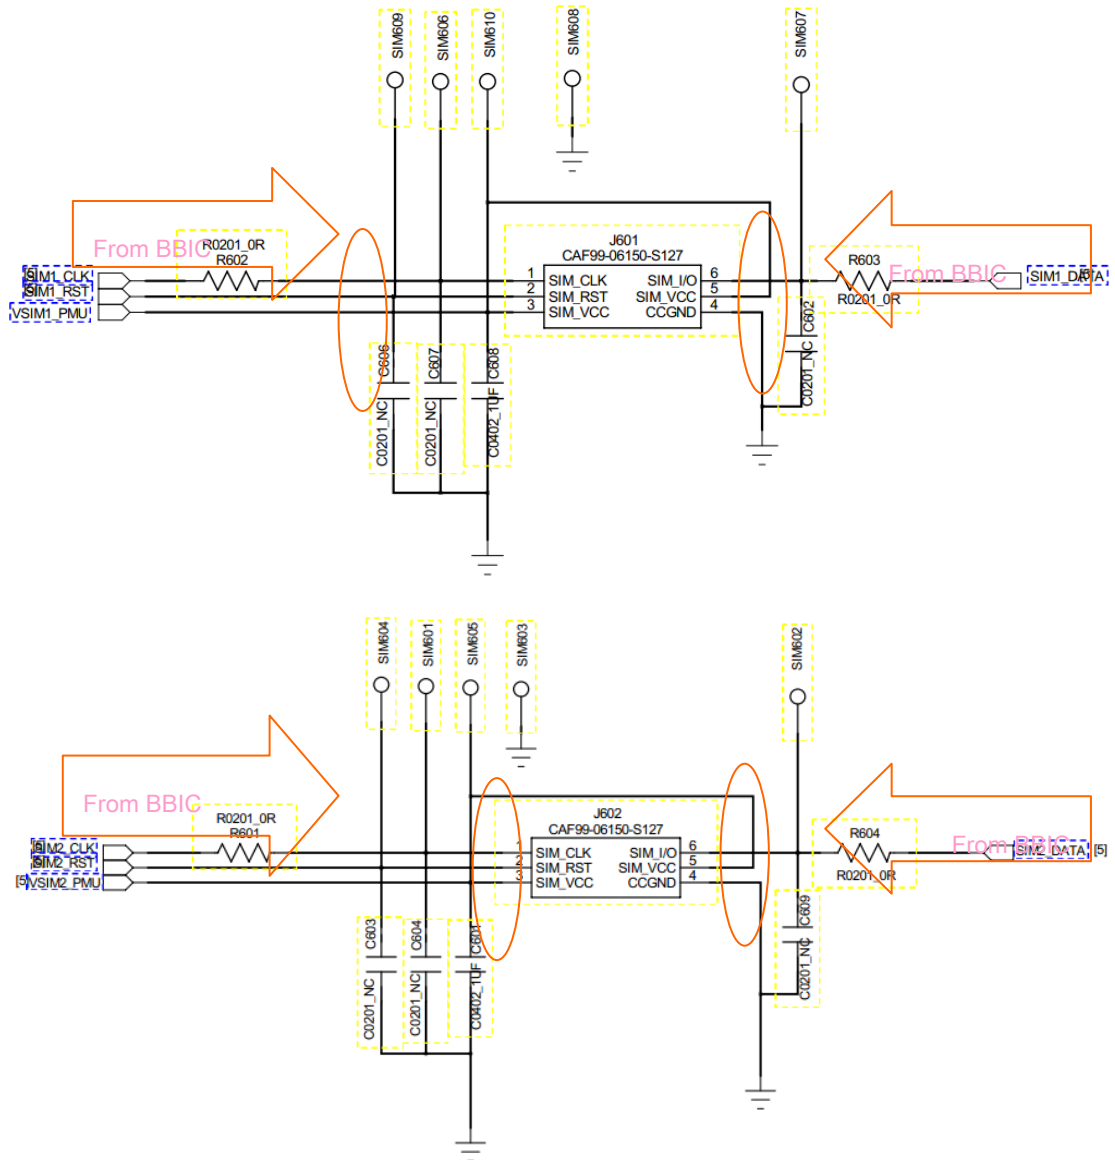 SIM609
SIM606
SIM610
SIM608
SIM607
From BBIC
R0201_0R
R602
J601
CAF99-06150-S127
R603
From BBIC
SIM1_CLK
SIM1_RST
VSIM1_PMU
1
2
3
SIM_CLK
SIM_RST
SIM_VCC
SIM_I/O
SIM_VCC
CCGND
6
5
4
R0201_0R
SIM1_DATA
C606
C0201_NC
C607
C0201_NC
C608
C0402_1UF
C602
C0201_NC
SIM604
SIM601
SIM605
SIM603
SIM602
From BBIC
R0201_0R
R601
J602
CAF99-06150-S127
R604
From BBIC
SIM2_CLK
SIM2_RST
[5]
VSIM2_PMU
1
2
3
SIM_CLK
SIM_RST
SIM_VCC
SIM_I/O
SIM_VCC
CCGND
6
5
4
R0201_0R
SIM2_DATA
[5]
C603
C0201_NC
C604
C0201_NC
C601
C0402_1UF
C609
C0201_NC